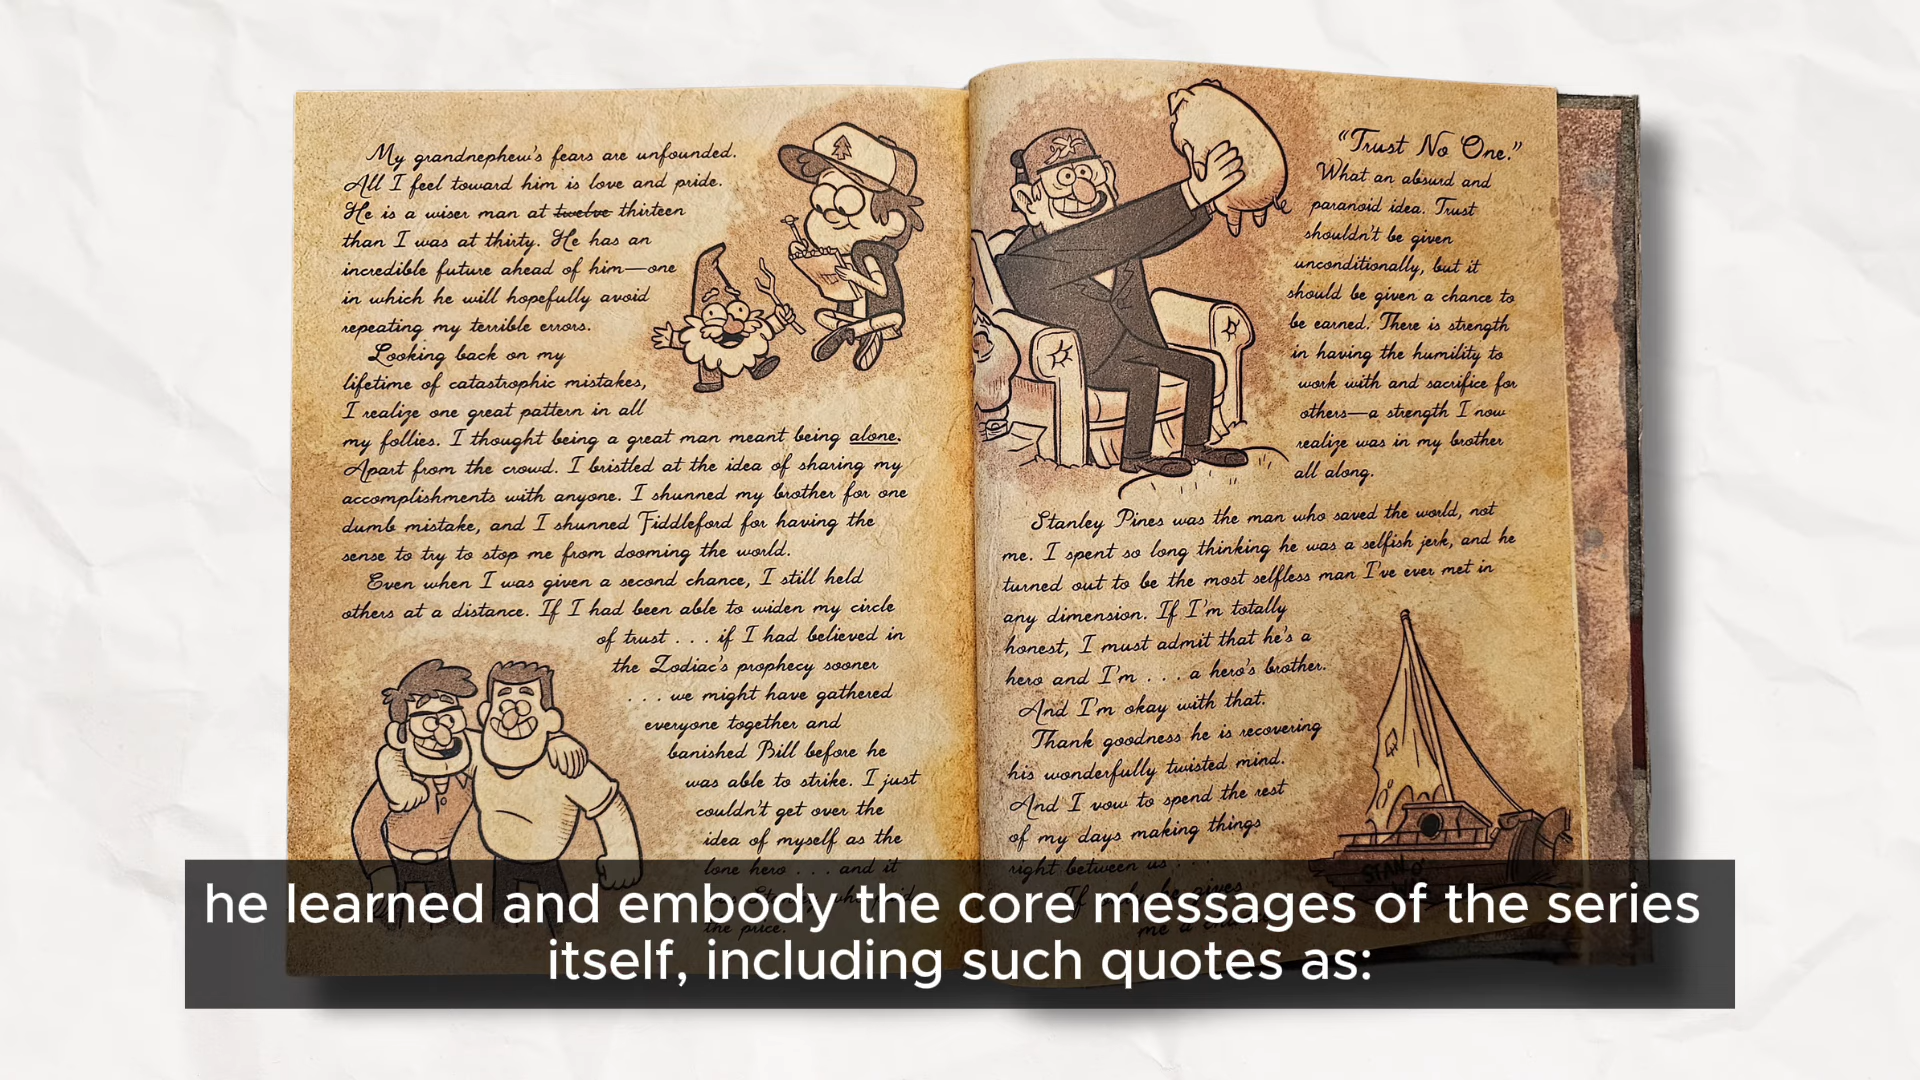 My grandnephew's fears are unfounded.
All I feel toward him is love and pride.
He is a wiser man at twelve thirteen
than I was at thirty. He has an
incredible future ahead of him—one
in which he will hopefully avoid
repeating my terrible errors.
Looking back on my
lifetime of catastrophic mistakes,
I realize one great pattern in all
my follies. I thought being a great man meant being alone.
Apart from the crowd. I bristled at the idea of sharing my
accomplishments with anyone. I shunned my brother for one
dumb mistake, and I shunned Fiddleford for having the
sense to try to stop me from dooming the world.
Even when I was given a second chance, I still held
others at a distance. If I had been able to widen my circle
of trust . . . if I had believed in
the Zodiac's prophecy sooner
. . . we might have gathered
everyone together and
banished Bill before he
was able to strike. I just
couldn't get over the
idea of myself as the
lone hero . . . and it
the price.
"Trust No One."
What an absurd and
paranoid idea. Trust
shouldn't be given
unconditionally, but it
should be given a chance to
be earned. There is strength
in having the humility to
work with and sacrifice for
others—a strength I now
realize was in my brother
all along.
Stanley Pines was the man who saved the world, not
me. I spent so long thinking he was a selfish jerk, and he
turned out to be the most selfless man I've ever met in
any dimension. If I'm totally
honest, I must admit that he's a
hero and I'm . . . a hero's brother.
And I'm okay with that.
Thank goodness he is recovering
his wonderfully twisted mind.
And I vow to spend the rest
of my days making things
right between us . . .
If only he gives
me a
STAN O'
he learned and embody the core messages of the series
itself, including such quotes as: